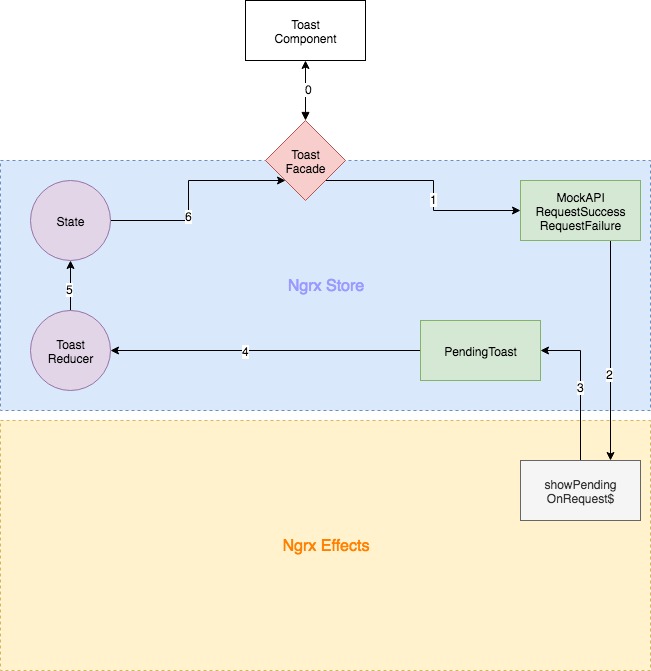 Toast
Component
0
Toast
Facade
1
MockAPI
RequestSuccess
RequestFailure
State
6
5
Ngrx Store
Toast
Reducer
4
PendingToast
2
3
showPending
OnRequest$
Ngrx Effects